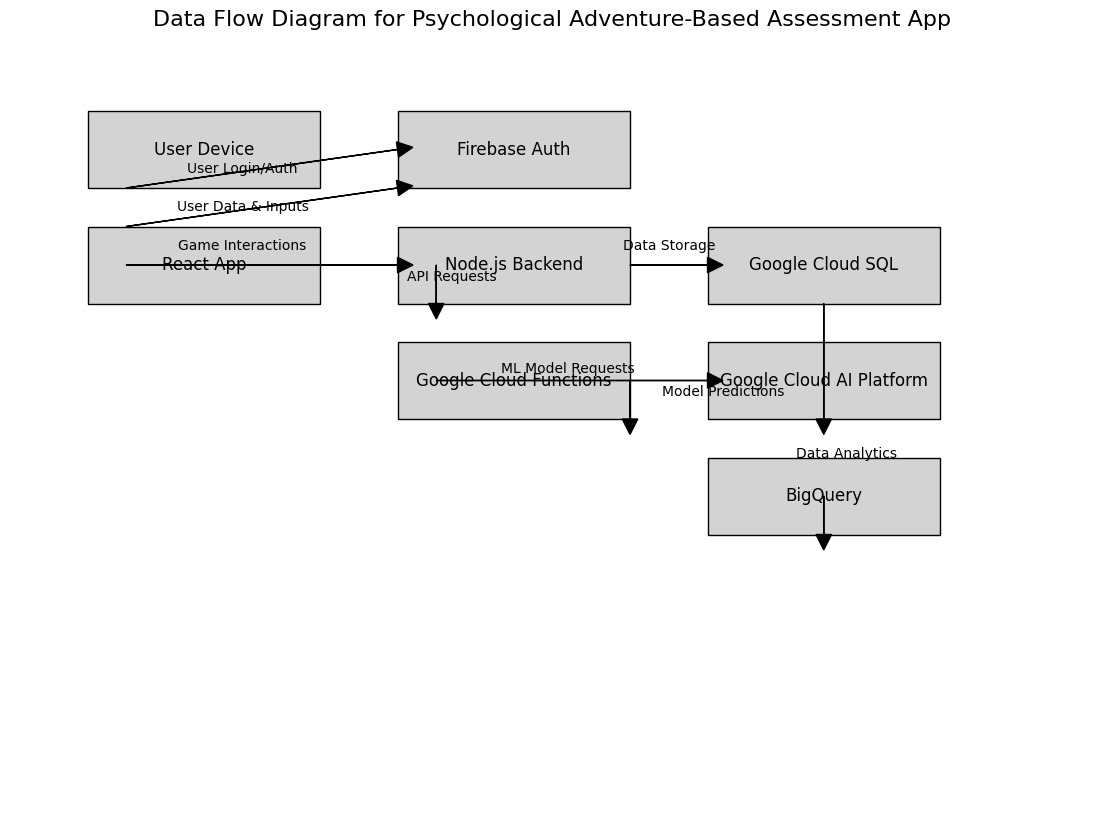 Data Flow Diagram for Psychological Adventure-Based Assessment App
User Device
Firebase Auth
User Login/Auth
User Data & Inputs
Game Interactions
React App
Node.js Backend
API Requests
Data Storage
Google Cloud SQL
ML Model Requests
Google Cloud Functions
Google Cloud AI Platform
Model Predictions
Data Analytics
BigQuery